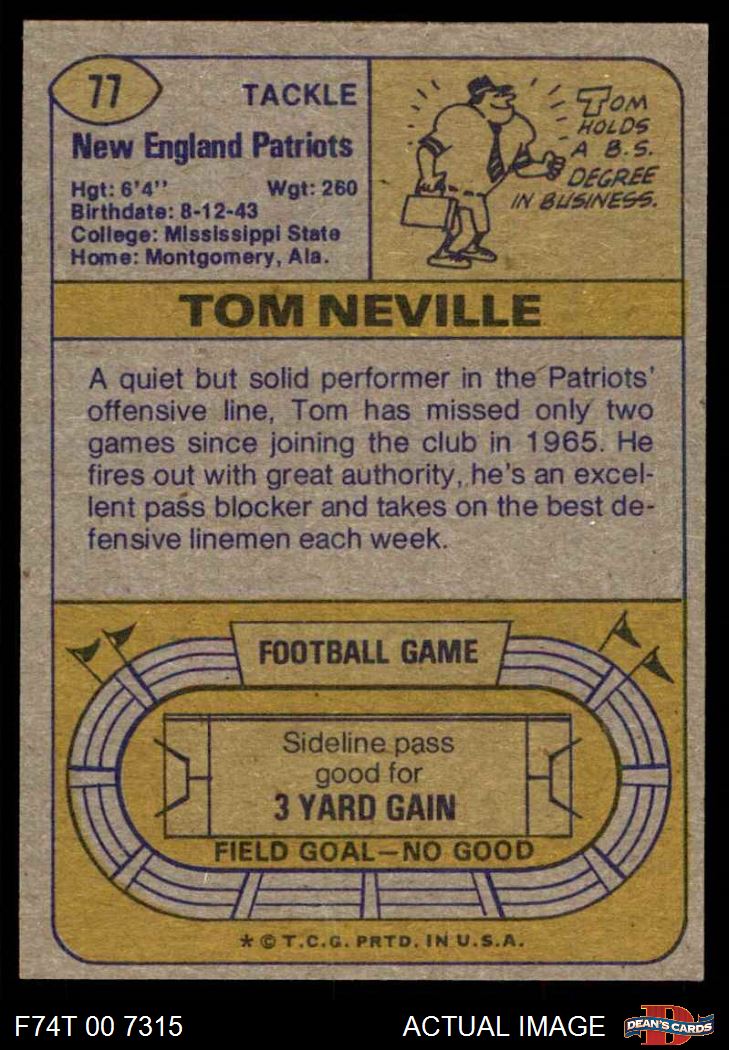 77
TACKLE
New England Patriots
Hgt: 6'4'' Wgt: 260
Birthdate: 8-12-43
College: Mississippi State
Home: Montgomery, Ala.
TOM
HOLDS
A B.S.
DEGREE
IN BUSINESS.
TOM NEVILLE
A quiet but solid performer in the Patriots'
offensive line, Tom has missed only two
games since joining the club in 1965. He
fires out with great authority, he's an excel-
lent pass blocker and takes on the best de-
fensive linemen each week.
FOOTBALL GAME
Sideline pass
good for
3 YARD GAIN
FIELD GOAL—NO GOOD
* © T.C.G. PRTD. IN U.S.A.
F74T 00 7315
ACTUAL IMAGE
D
DEAN'S CARDS